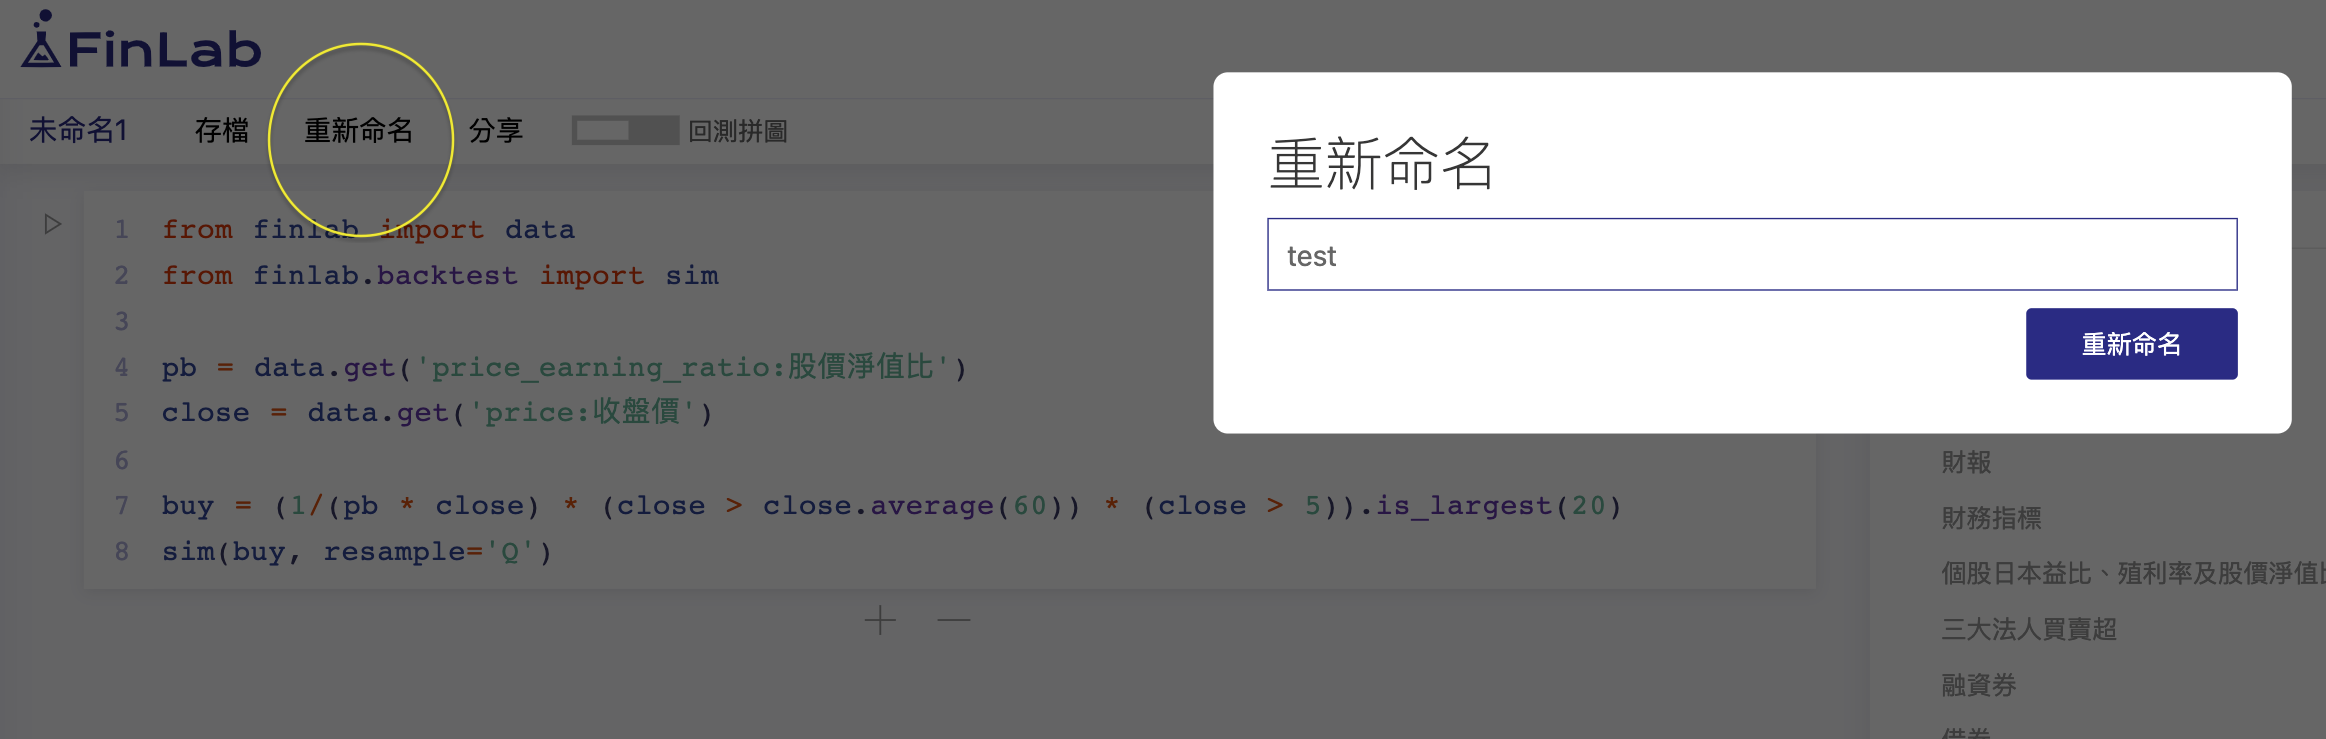 FinLab
未命名1 存檔 重新命名 分享 回測拼圖
重新命名
test
重新命名
1 from finlab import data
2 from finlab.backtest import sim
3
4 pb = data.get('price_earning_ratio:股價淨值比')
5 close = data.get('price:收盤價')
6
7 buy = (1/(pb * close) * (close > close.average(60)) * (close > 5)).is_largest(20)
8 sim(buy, resample='Q')
財報
財務指標
個股日本益比、殖利率及股價淨值比
三大法人買賣超
融資券
借券